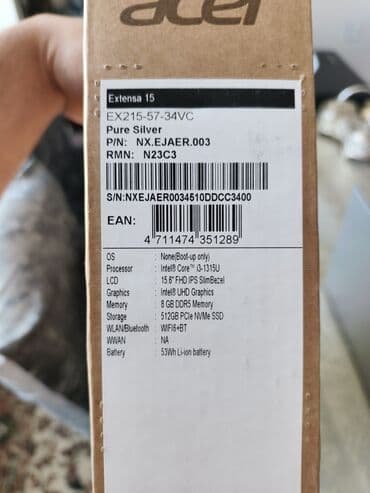 acer
Extensa 15
EX215-57-34VC
Pure Silver
P/N: NX.EJAER.003
RMN: N23C3
S/N:NXEJAER0034510DDCC3400
EAN:
4 711474 351289
OS : None(Boot-up only)
Processor : Intel® Core™ i3-1315U
LCD : 15.6" FHD IPS SlimBezel
Graphics : Intel® UHD Graphics
Memory : 8 GB DDR5 Memory
Storage : 512GB PCIe NVMe SSD
WLAN/Bluetooth : WIFI6+BT
WWAN : NA
Battery : 53Wh Li-ion battery